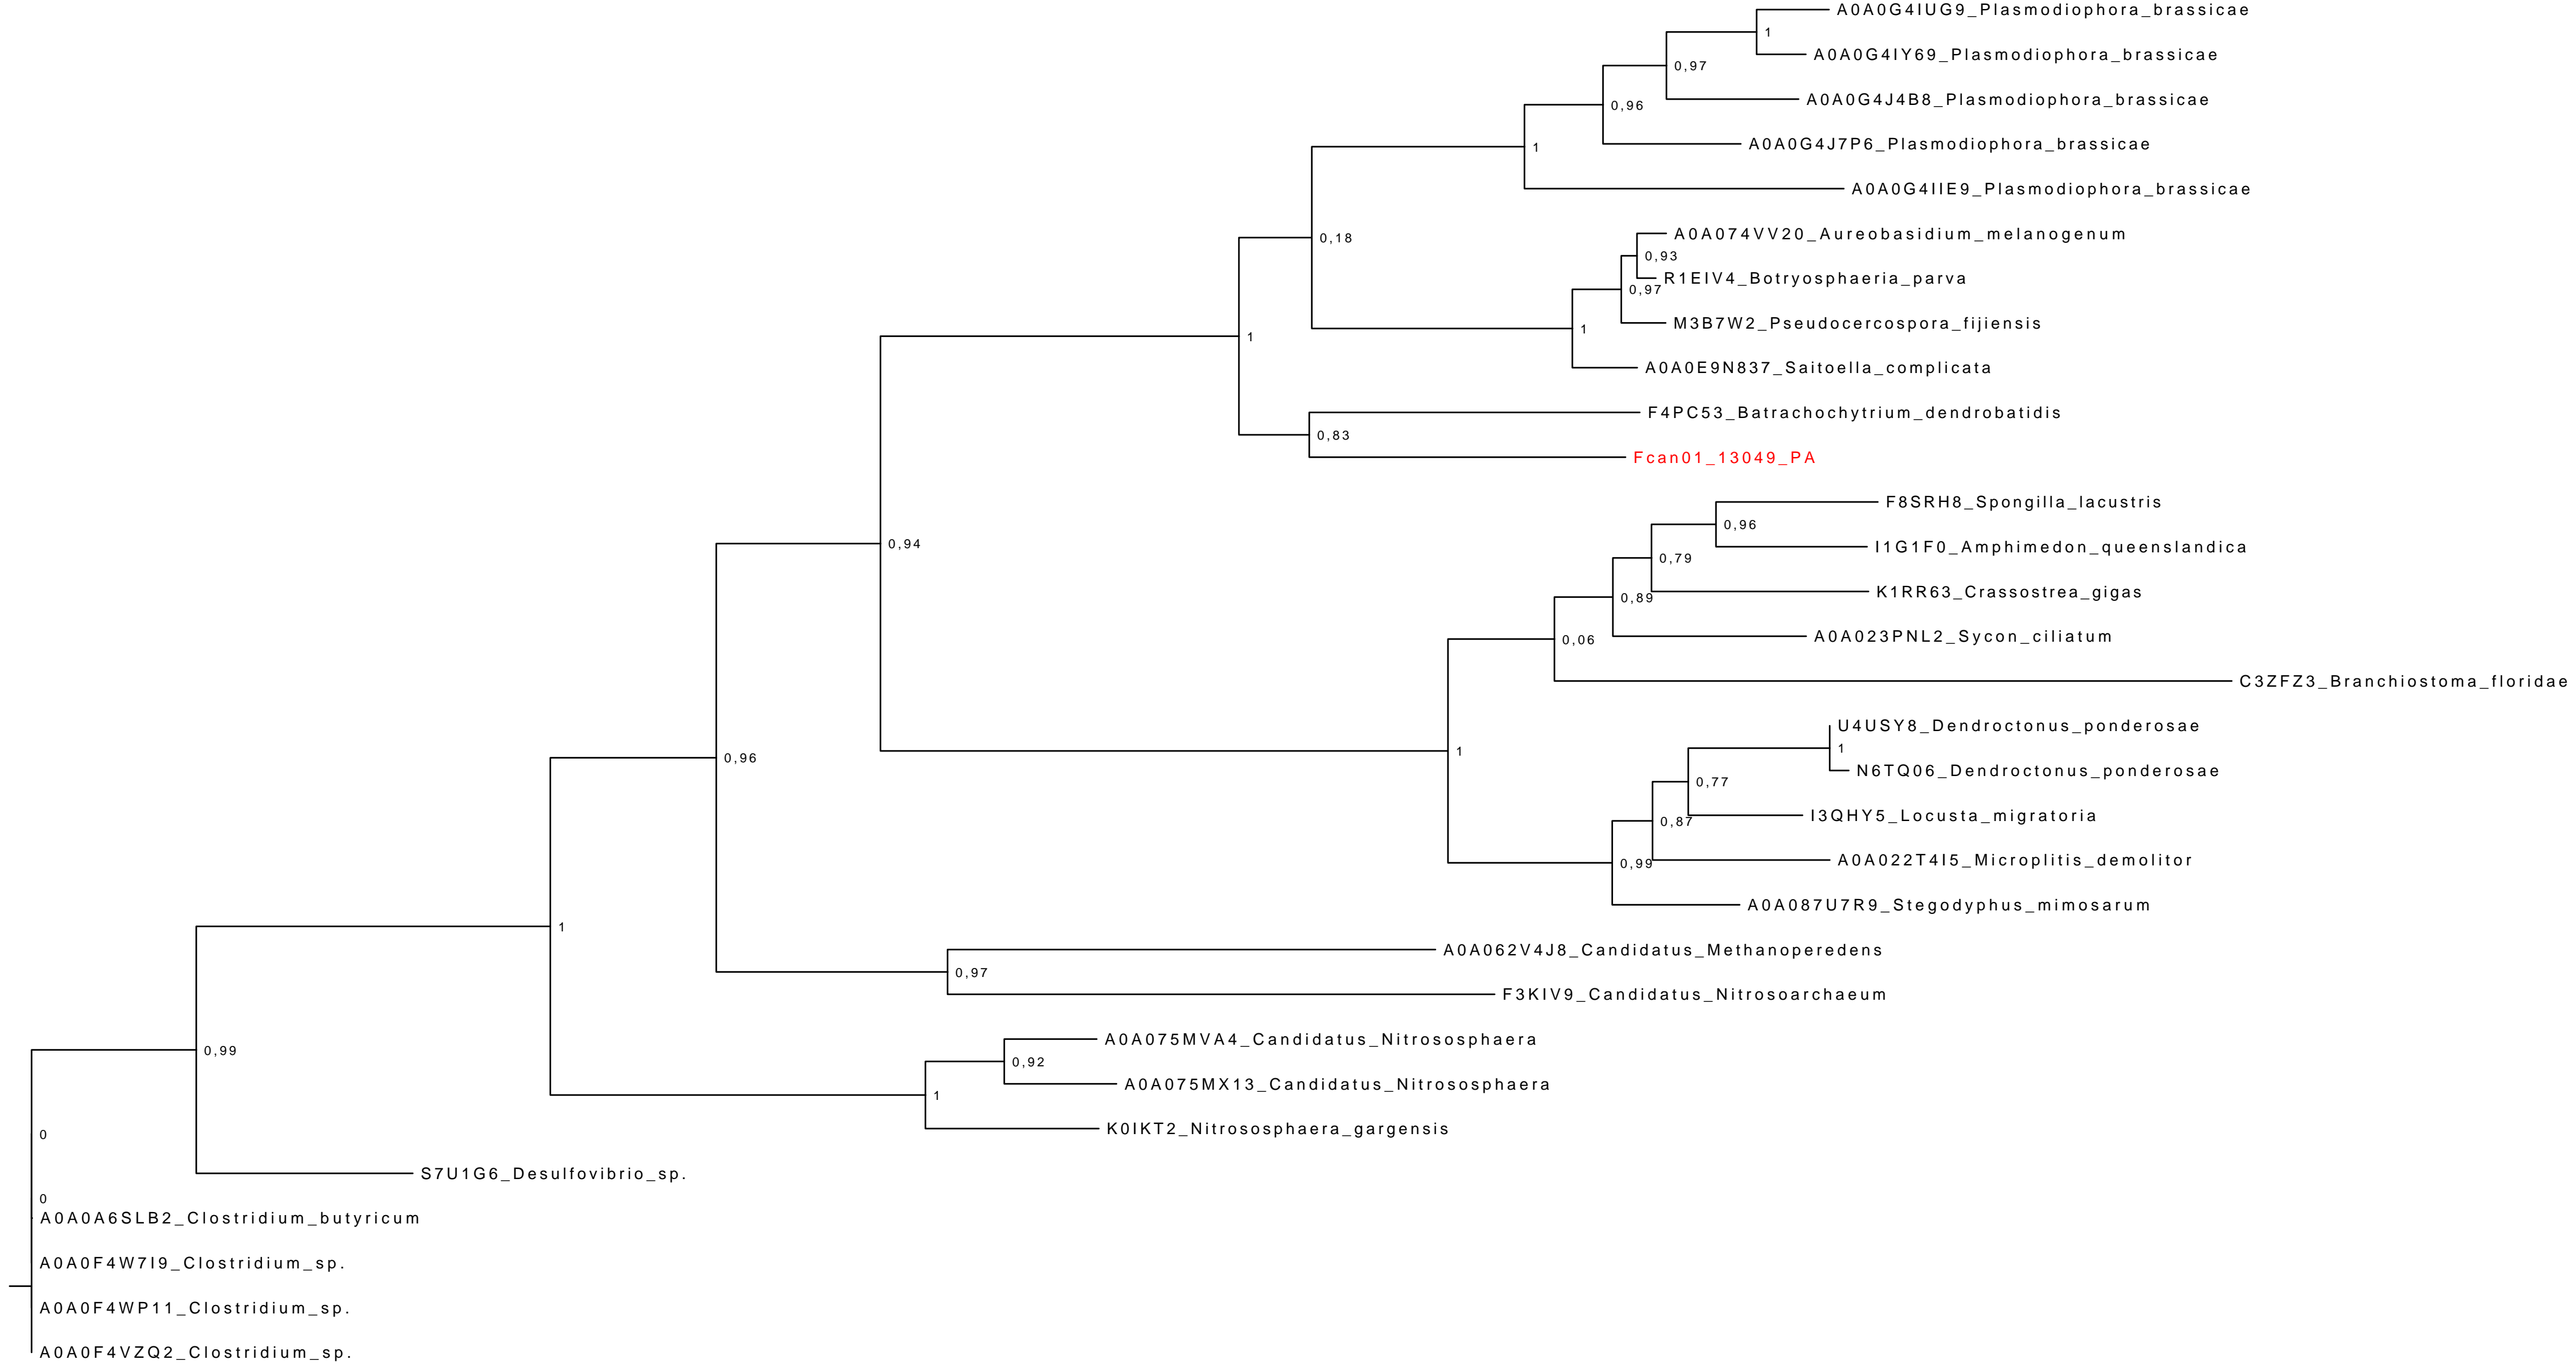 A0A0G4IUG9_Plasmodiophora_brassicae
1
A0A0G4IY69_Plasmodiophora_brassicae
0,97
A0A0G4J4B8_Plasmodiophora_brassicae
0,96
A0A0G4J7P6_Plasmodiophora_brassicae
1
A0A0G4IIE9_Plasmodiophora_brassicae
A0A074VV20_Aureobasidium_melanogenum
0,18
0,93
R1EIV4_Botryosphaeria_parva
0,97
M3B7W2_Pseudocercospora_fijiensis
1
1
A0A0E9N837_Saitoella_complicata
F4PC53_Batrachochytrium_dendrobatidis
0,83
Fcan01_13049_PA
F8SRH8_Spongilla_lacustris
0,96
0,94
I1G1F0_Amphimedon_queenslandica
0,79
K1RR63_Crassostrea_gigas
0,89
A0A023PNL2_Sycon_ciliatum
0,06
C3ZFZ3_Branchiostoma_floridae
U4USY8_Dendroctonus_ponderosae
1
1
0,96
N6TQ06_Dendroctonus_ponderosae
0,77
I3QHY5_Locusta_migratoria
0,87
A0A022T4I5_Microplitis_demolitor
0,99
A0A087U7R9_Stegodyphus_mimosarum
1
A0A062V4J8_Candidatus_Methanoperedens
0,97
F3KIV9_Candidatus_Nitrosoarchaeum
A0A075MVA4_Candidatus_Nitrososphaera
0,99
0,92
A0A075MX13_Candidatus_Nitrososphaera
1
K0IKT2_Nitrososphaera_gargensis
0
S7U1G6_Desulfovibrio_sp.
0
A0A0A6SLB2_Clostridium_butyricum
A0A0F4W7I9_Clostridium_sp.
A0A0F4WP11_Clostridium_sp.
A0A0F4VZQ2_Clostridium_sp.